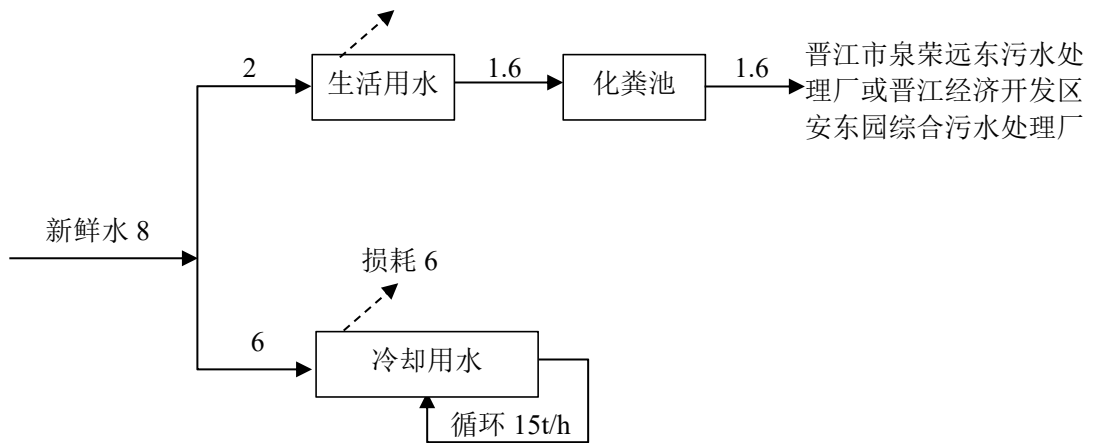 2
生活用水
1.6
化粪池
1.6
晋江市泉荣远东污水处
理厂或晋江经济开发区
安东园综合污水处理厂
新鲜水 8
损耗 6
6
冷却用水
循环 15t/h